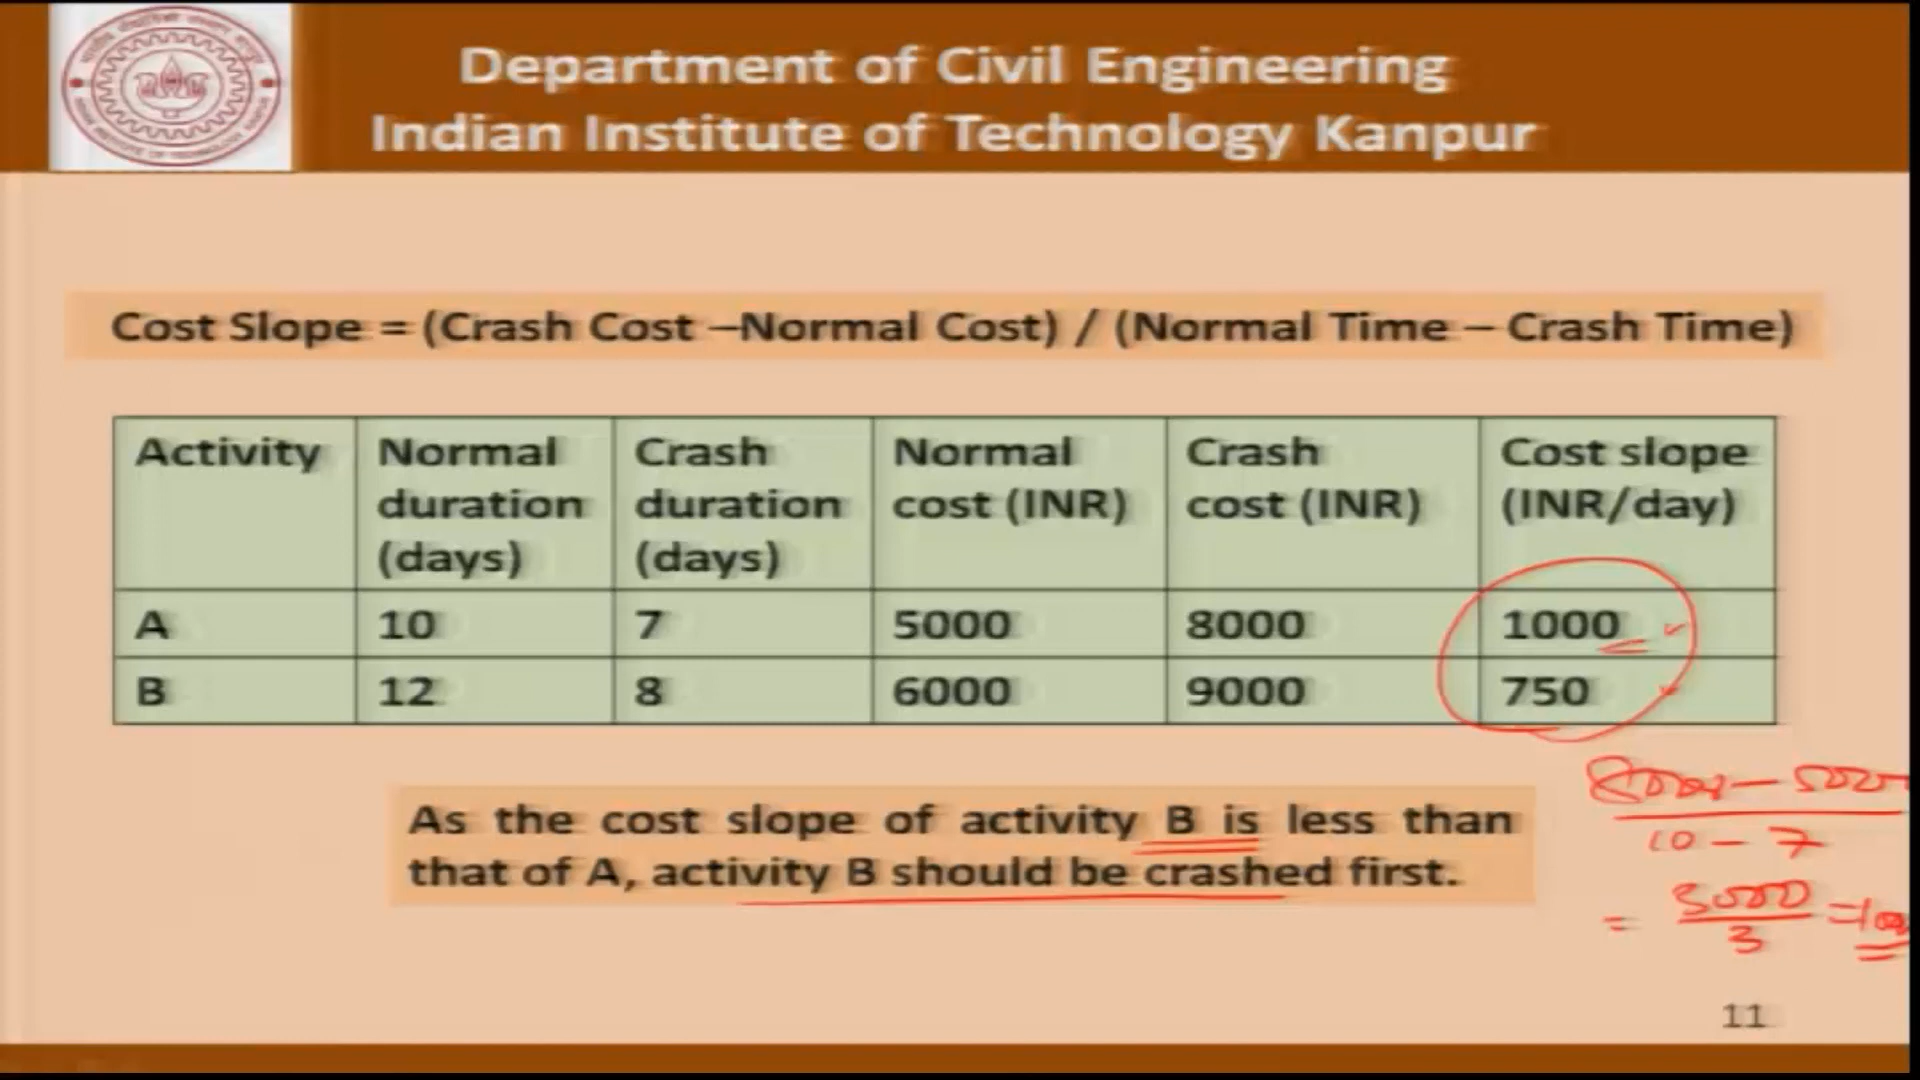 Department of Civil Engineering
Indian Institute of Technology Kanpur
Cost Slope = (Crash Cost –Normal Cost) / (Normal Time – Crash Time)
Activity Normal duration (days) Crash duration (days) Normal cost (INR) Crash cost (INR) Cost slope (INR/day)
A 10 7 5000 8000 1000
B 12 8 6000 9000 750
As the cost slope of activity B is less than
that of A, activity B should be crashed first.
8000 – 5000
10 – 7
= 3000
3
11